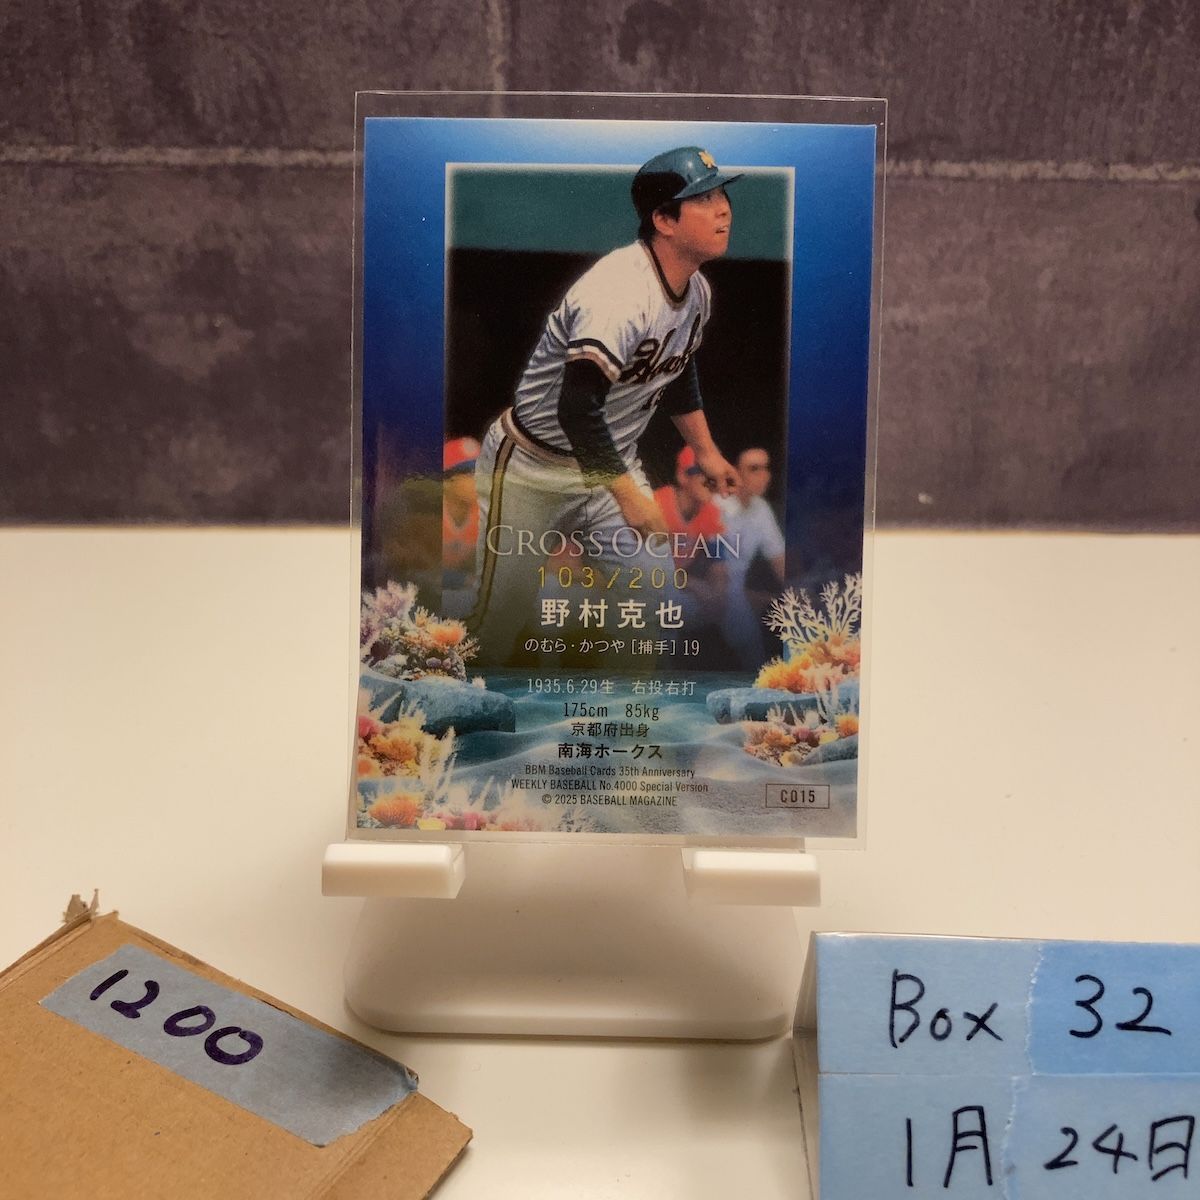 Hawk
CROSS OCEAN
103/200
野村克也
のむら・かつや [捕手] 19
1935.6.29生 右投右打
175cm 85kg
京都府出身
南海ホークス
BBM Baseball Cards 35th Anniversary
WEEKLY BASEBALL No.4000 Special Version
© 2025 BASEBALL MAGAZINE
CO15
1200
Box 32
1月 24日